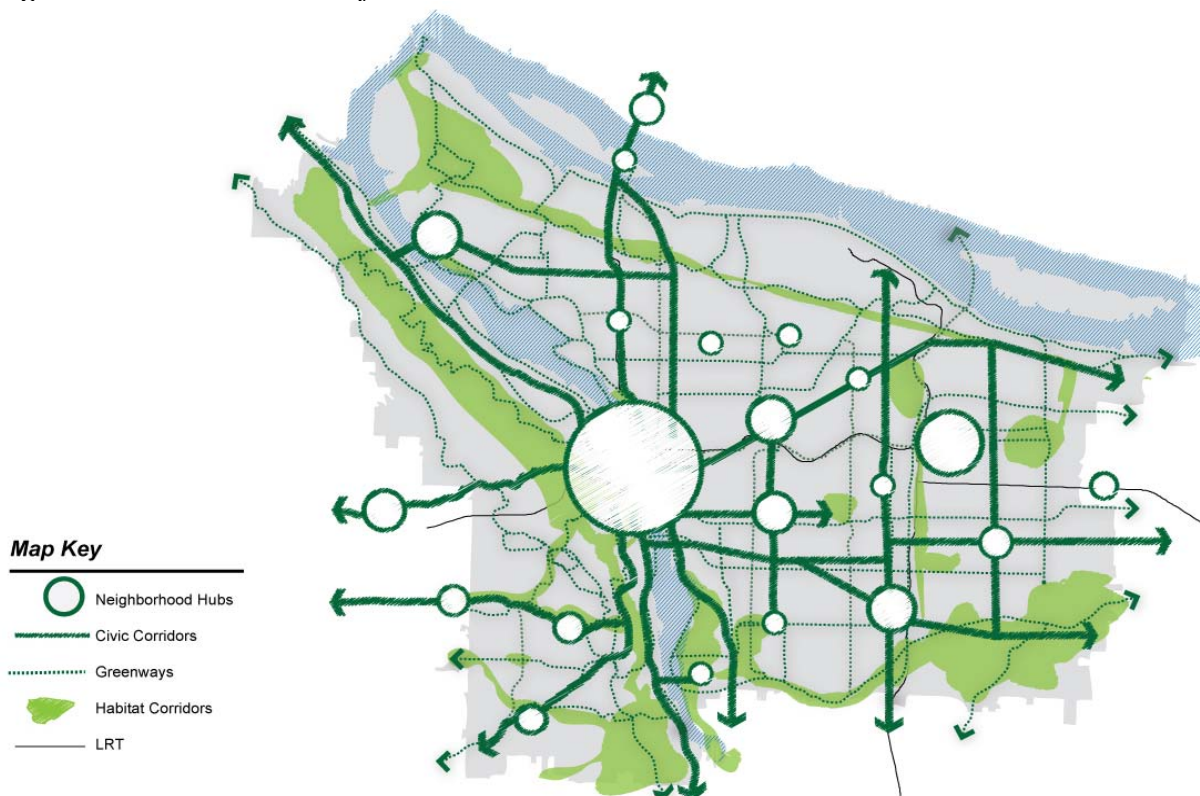 Map Key
Neighborhood Hubs
Civic Corridors
Greenways
Habitat Corridors
LRT